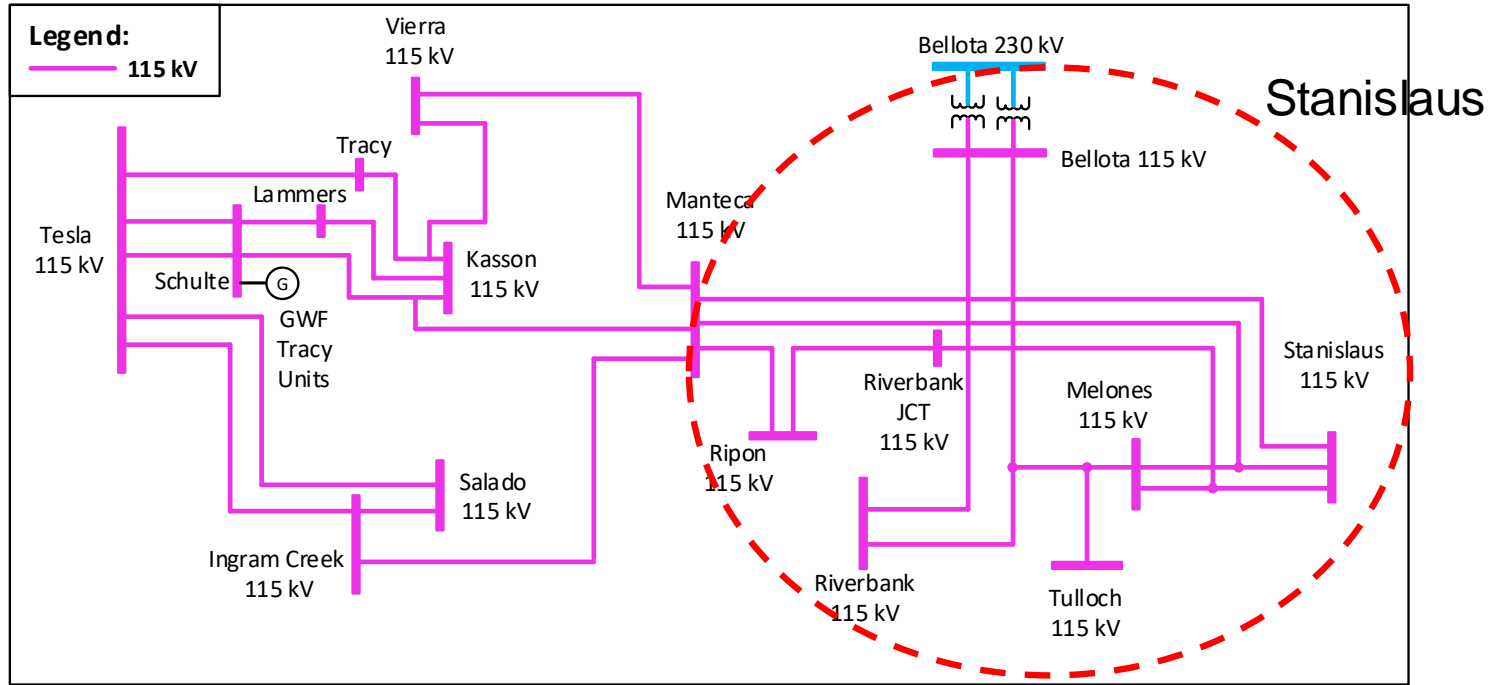 Legend:
115 kV
Vierra
115 kV
Bellota 230 kV
Stanislaus
Tracy
Bellota 115 kV
Lammers
Manteca
115 kV
Tesla
115 kV
Kasson
115 kV
Schulte
G
GWF
Tracy
Units
Stanislaus
115 kV
Riverbank
JCT
115 kV
Melones
115 kV
Ripon
115 kV
Salado
115 kV
Ingram Creek
115 kV
Riverbank
115 kV
Tulloch
115 kV